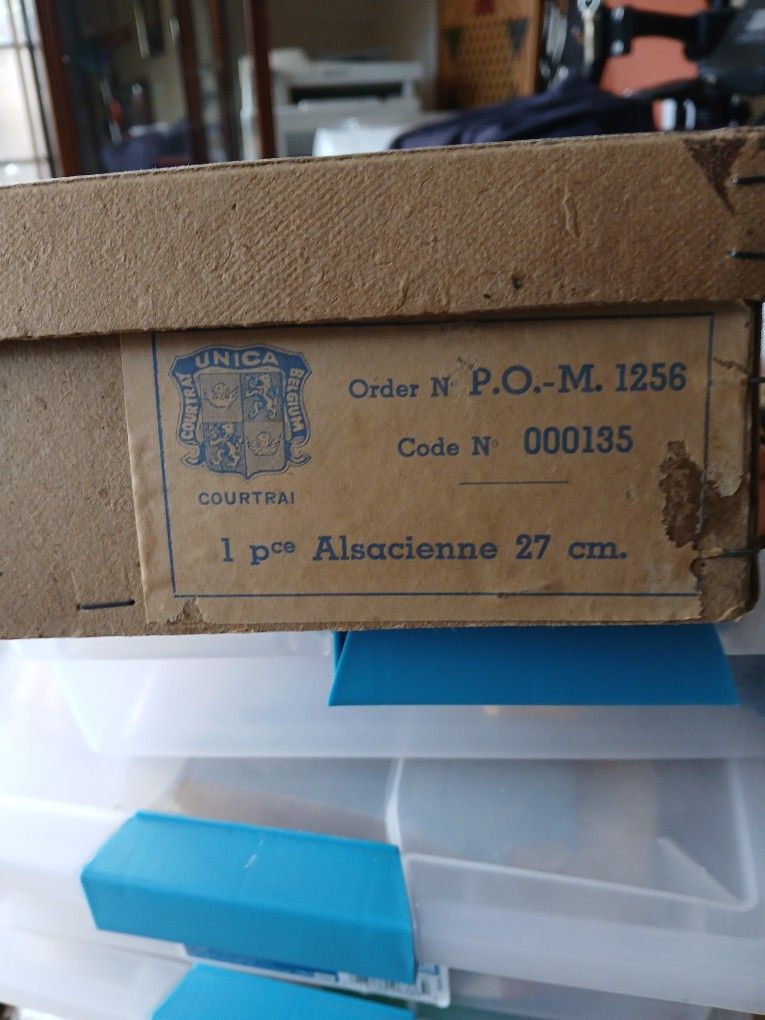 UNICA
COURTRAI
BELGIUM
COURTRAI
Order N° P.O.-M. 1256
Code N° 000135
1 pce Alsacienne 27 cm.